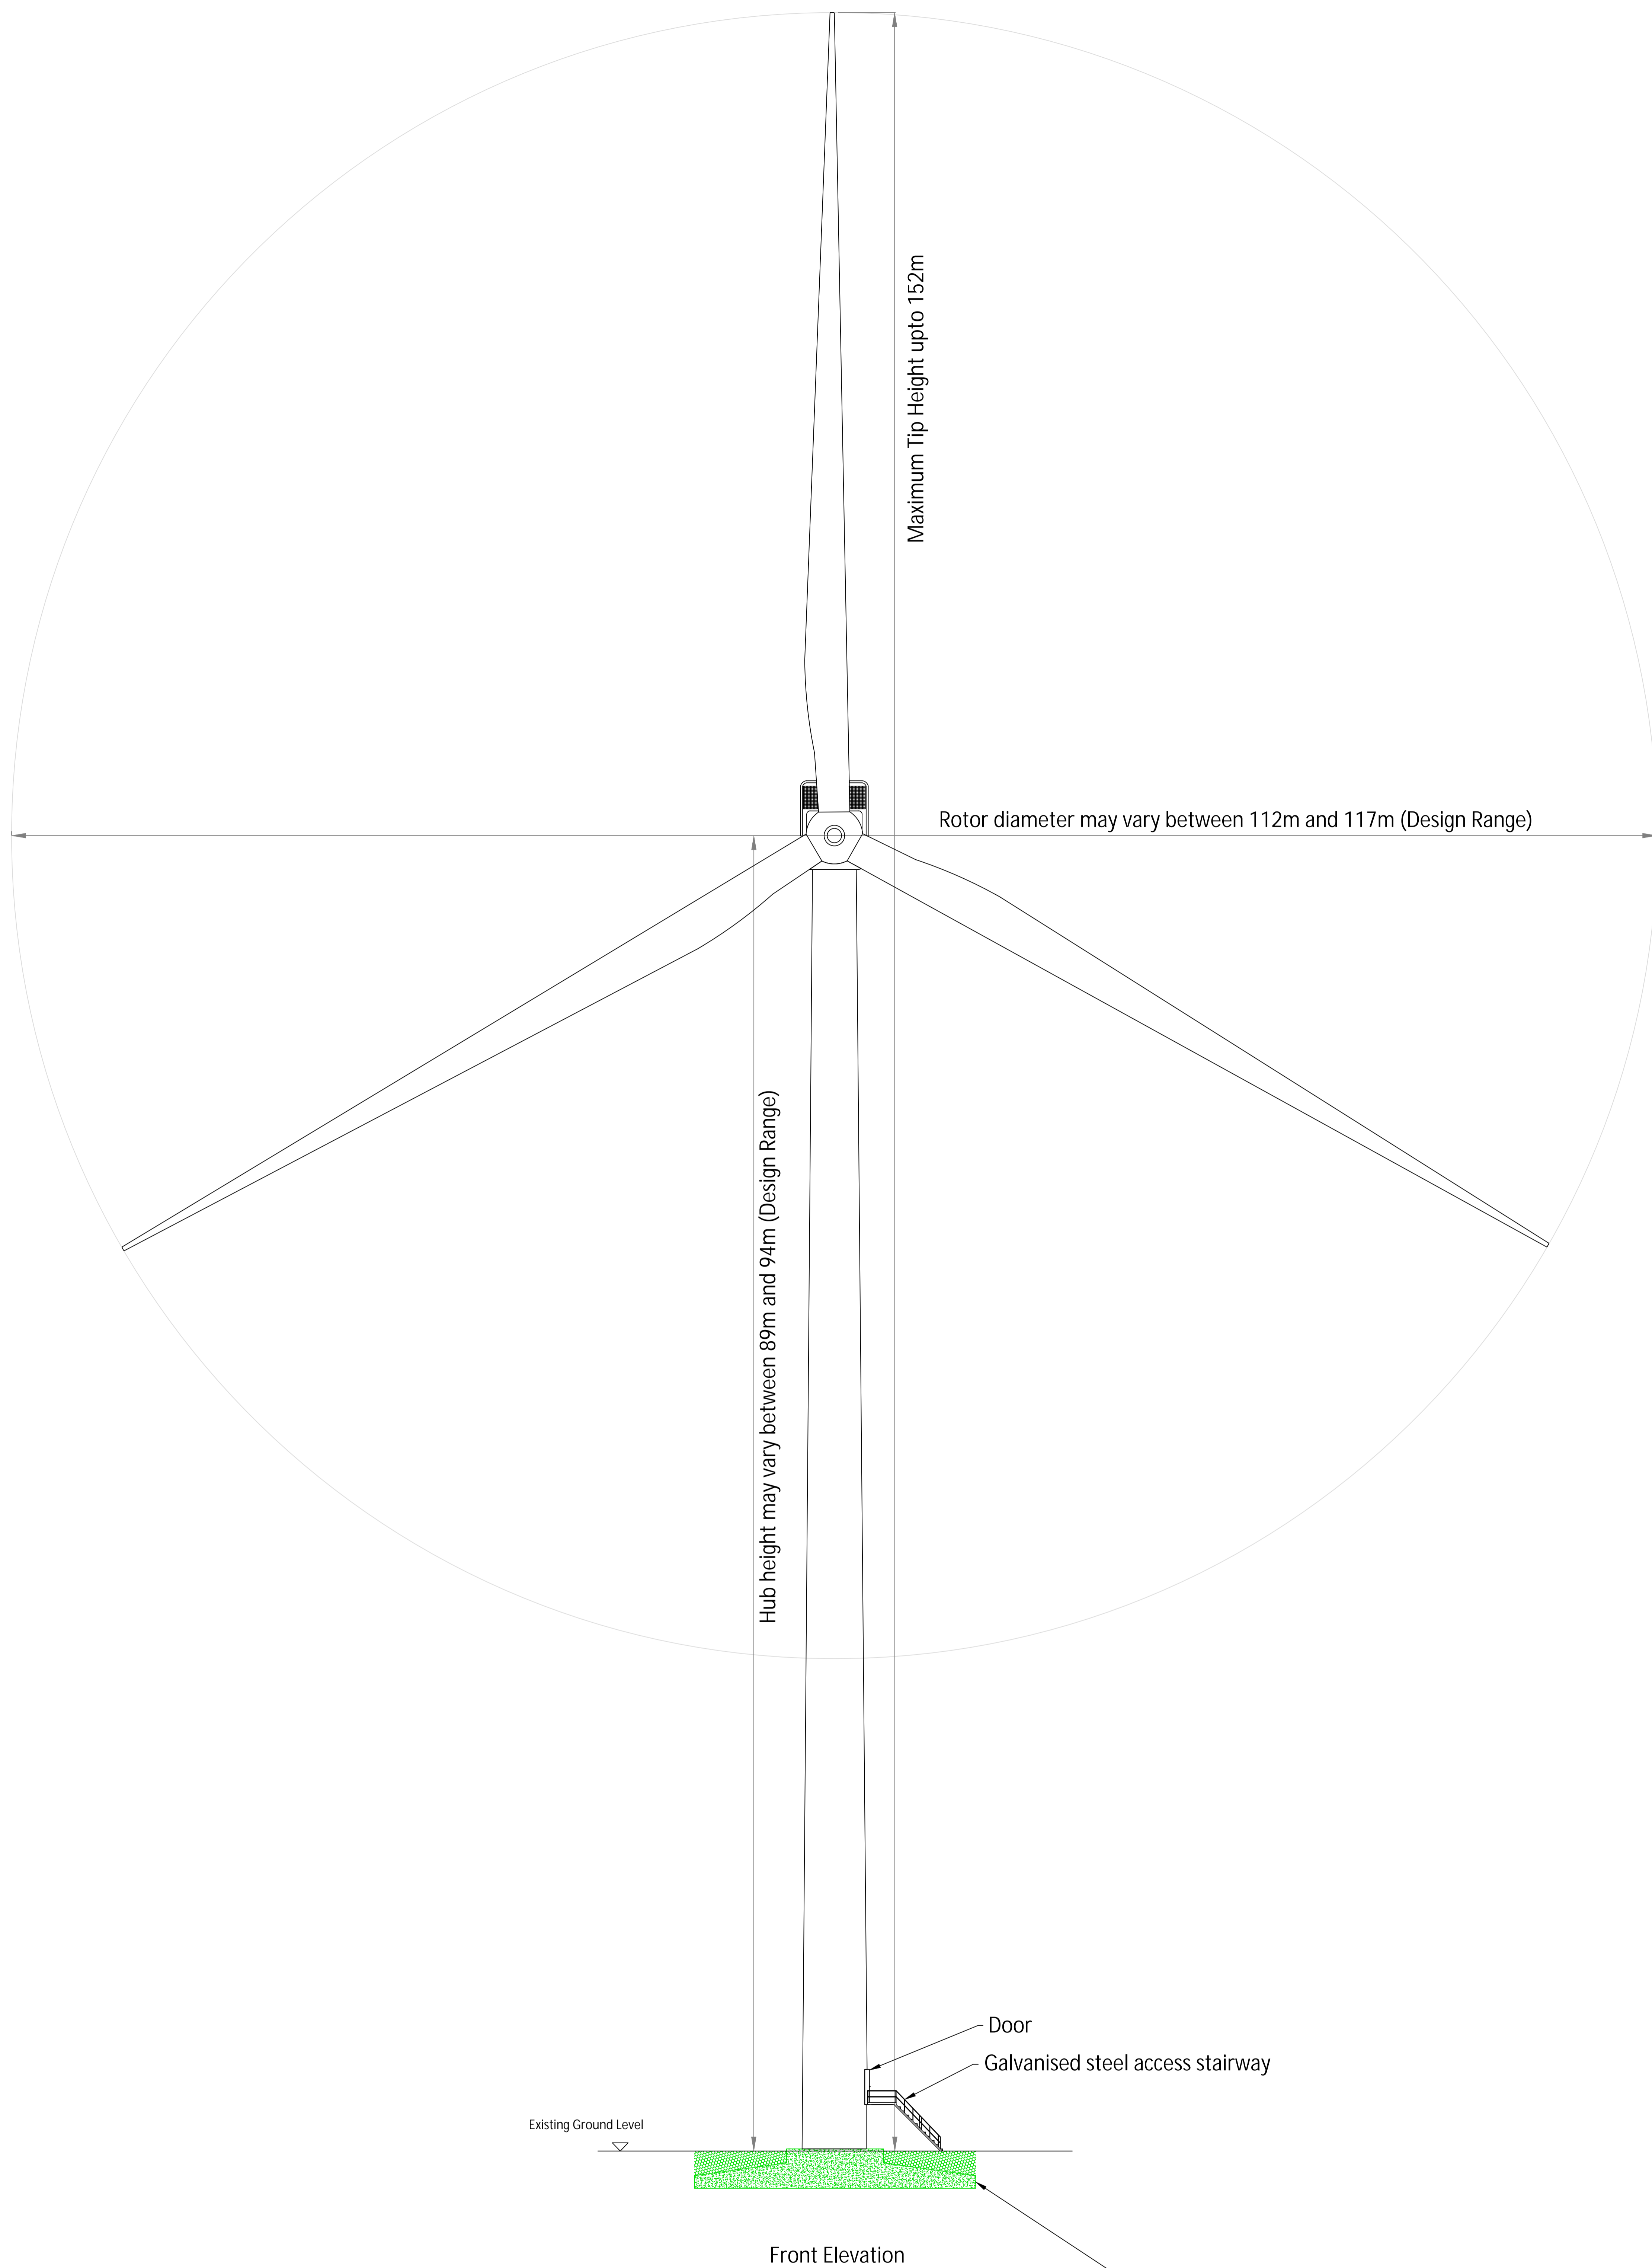 Maximum Tip Height upto 152m
Rotor diameter may vary between 112m and 117m (Design Range)
Hub height may vary between 89m and 94m (Design Range)
Door
Galvanised steel access stairway
Existing Ground Level
Front Elevation